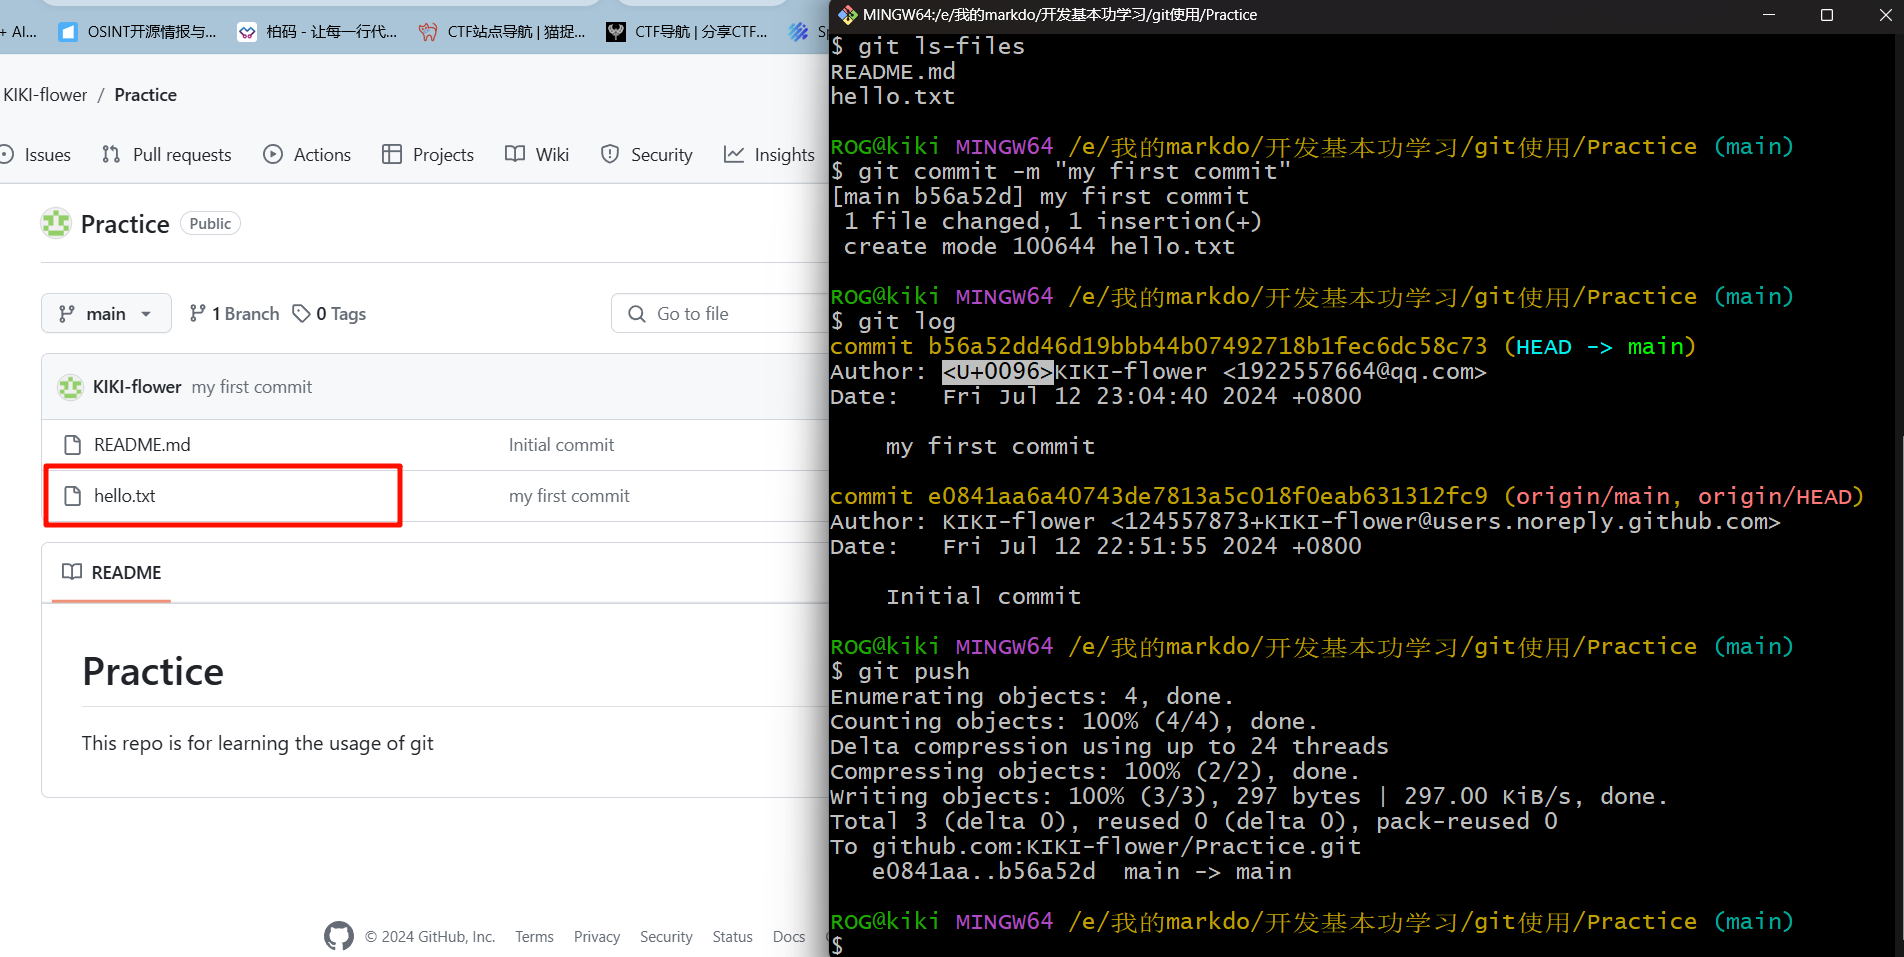 + AI...
OSINT开源情报与...
柏码 - 让每一行代...
CTF站点导航 | 猫捉...
CTF导航 | 分享CTF...
KIKI-flower / Practice
Issues
Pull requests
Actions
Projects
Wiki
Security
Insights
Practice
Public
main
1 Branch
0 Tags
Go to file
KIKI-flower my first commit
README.md Initial commit
hello.txt my first commit
README
Practice
This repo is for learning the usage of git
© 2024 GitHub, Inc. Terms Privacy Security Status Docs
MINGW64:/e/我的markdo/开发基本功学习/git使用/Practice
$ git ls-files
README.md
hello.txt
ROG@kiki MINGW64 /e/我的markdo/开发基本功学习/git使用/Practice (main)
$ git commit -m "my first commit"
[main b56a52d] my first commit
1 file changed, 1 insertion(+)
create mode 100644 hello.txt
ROG@kiki MINGW64 /e/我的markdo/开发基本功学习/git使用/Practice (main)
$ git log
commit b56a52dd46d19bbb44b07492718b1fec6dc58c73 (HEAD -> main)
Author: <U+0096>KIKI-flower <1922557664@qq.com>
Date: Fri Jul 12 23:04:40 2024 +0800
my first commit
commit e0841aa6a40743de7813a5c018f0eab631312fc9 (origin/main, origin/HEAD)
Author: KIKI-flower <124557873+KIKI-flower@users.noreply.github.com>
Date: Fri Jul 12 22:51:55 2024 +0800
Initial commit
ROG@kiki MINGW64 /e/我的markdo/开发基本功学习/git使用/Practice (main)
$ git push
Enumerating objects: 4, done.
Counting objects: 100% (4/4), done.
Delta compression using up to 24 threads
Compressing objects: 100% (2/2), done.
Writing objects: 100% (3/3), 297 bytes | 297.00 KiB/s, done.
Total 3 (delta 0), reused 0 (delta 0), pack-reused 0
To github.com:KIKI-flower/Practice.git
e0841aa..b56a52d main -> main
ROG@kiki MINGW64 /e/我的markdo/开发基本功学习/git使用/Practice (main)
$